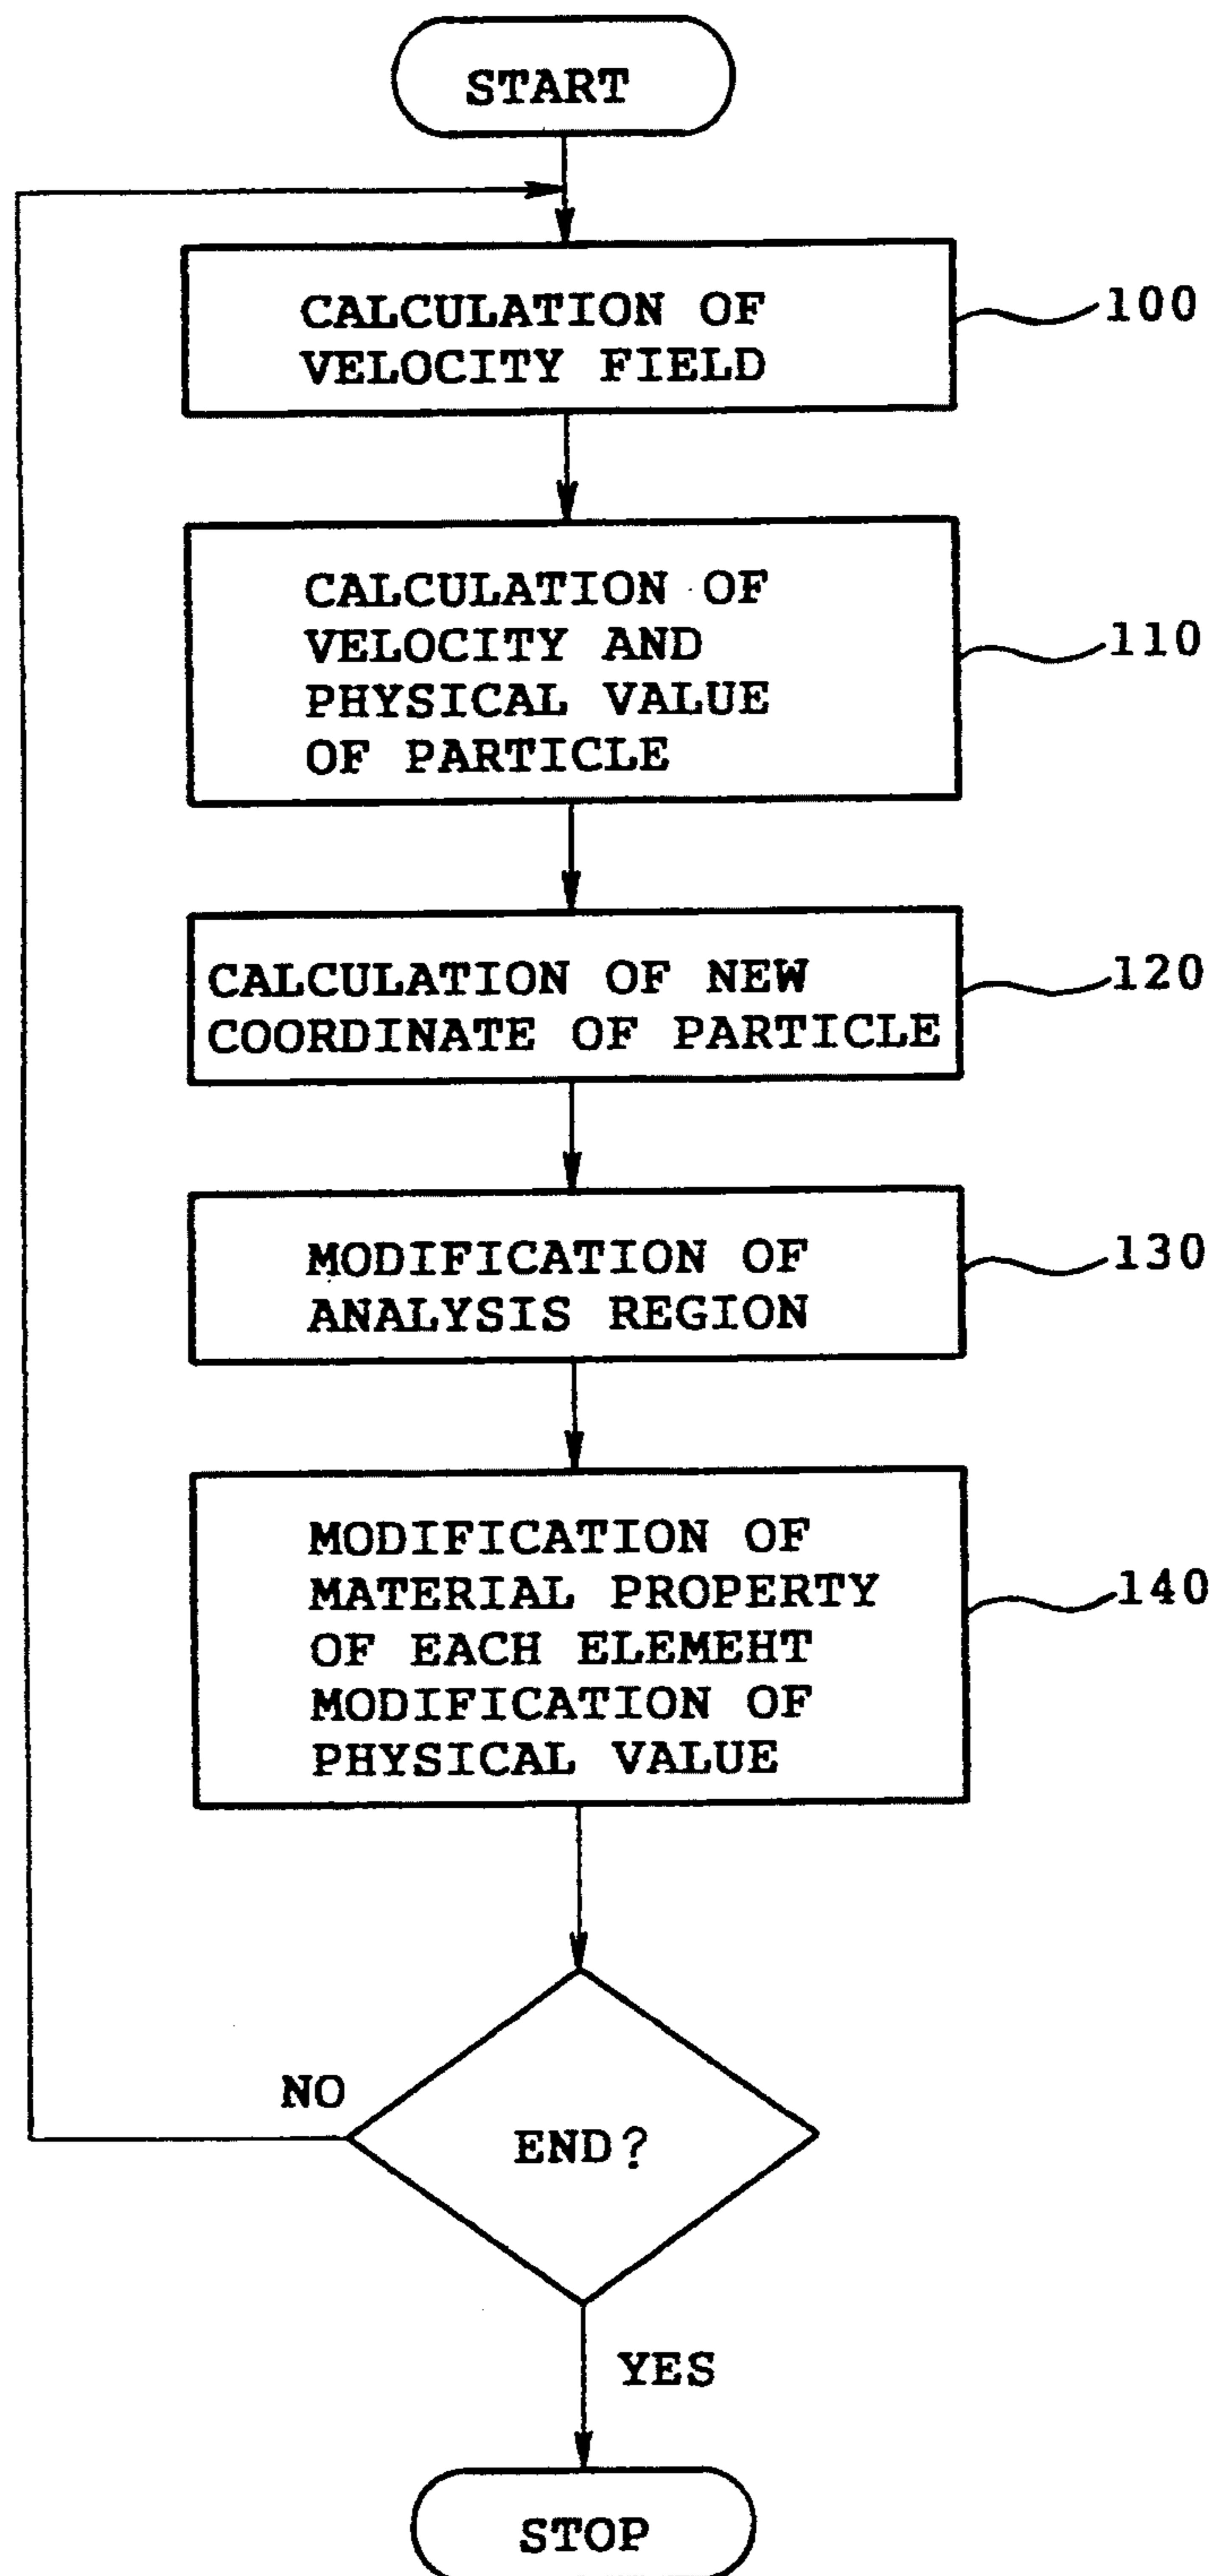 START
CALCULATION OF
VELOCITY FIELD
100
CALCULATION OF
VELOCITY AND
PHYSICAL VALUE
OF PARTICLE
110
CALCULATION OF NEW
COORDINATE OF PARTICLE
120
MODIFICATION OF
ANALYSIS REGION
130
MODIFICATION OF
MATERIAL PROPERTY
OF EACH ELEMEHT
MODIFICATION OF
PHYSICAL VALUE
140
NO
END?
YES
STOP